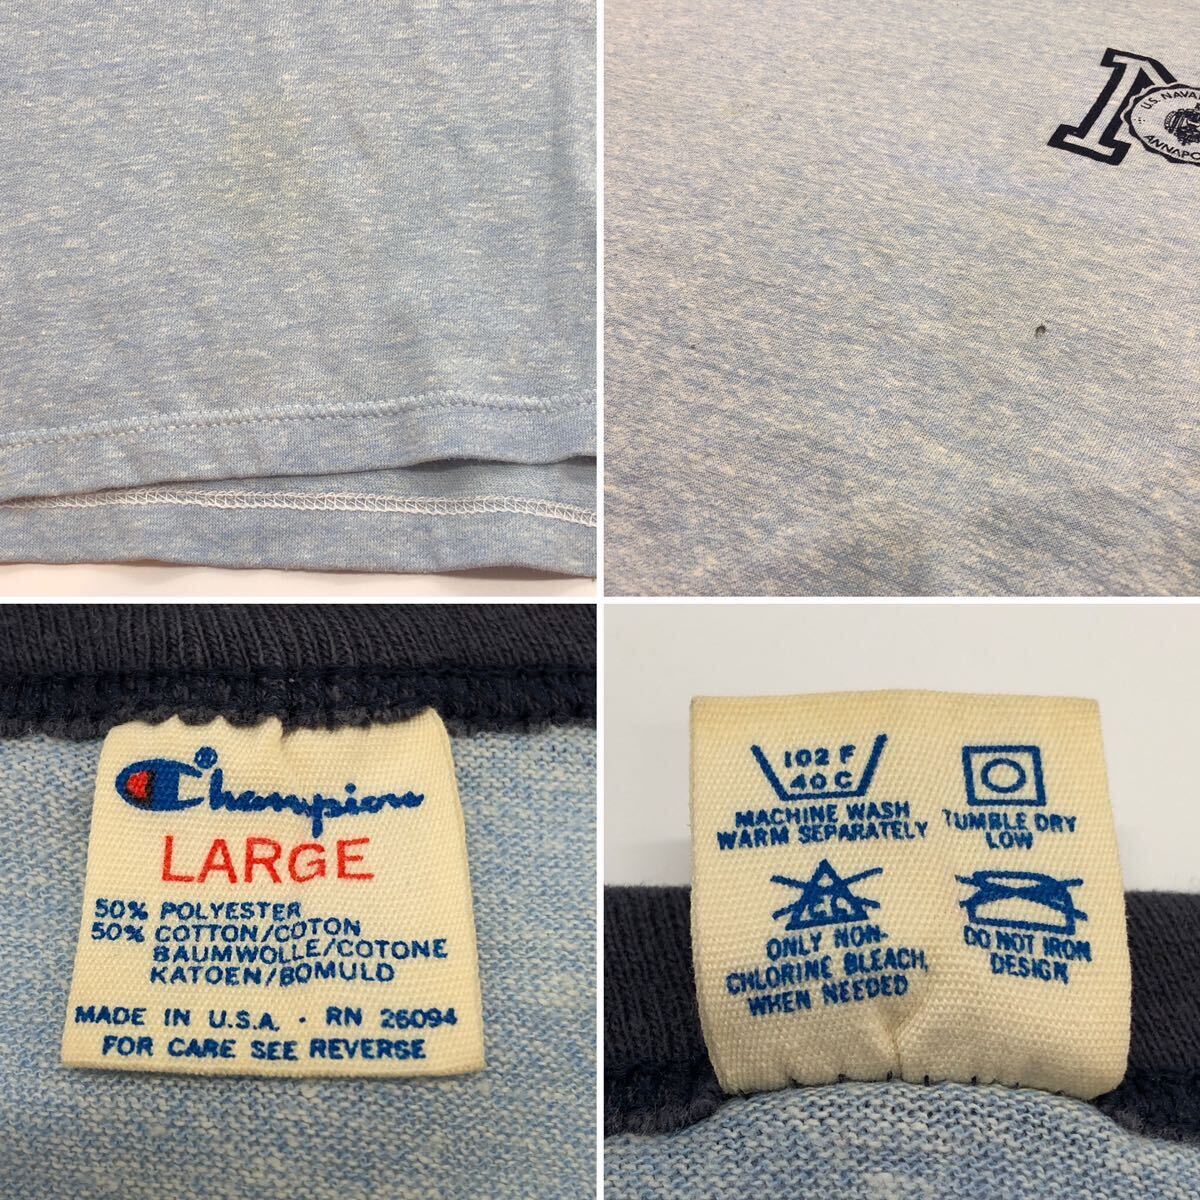 N
U.S. NAVA
ANNAPO
Champion®
LARGE
50% POLYESTER
50% COTTON/COTON
BAUMWOLLE/COTONE
KATOEN/BOMULD
MADE IN U.S.A. • RN 26094
FOR CARE SEE REVERSE
102 F
40 C
MACHINE WASH
WARM SEPARATELY
TUMBLE DRY
LOW
ONLY NON-
CHLORINE BLEACH,
WHEN NEEDED
DO NOT IRON
DESIGN